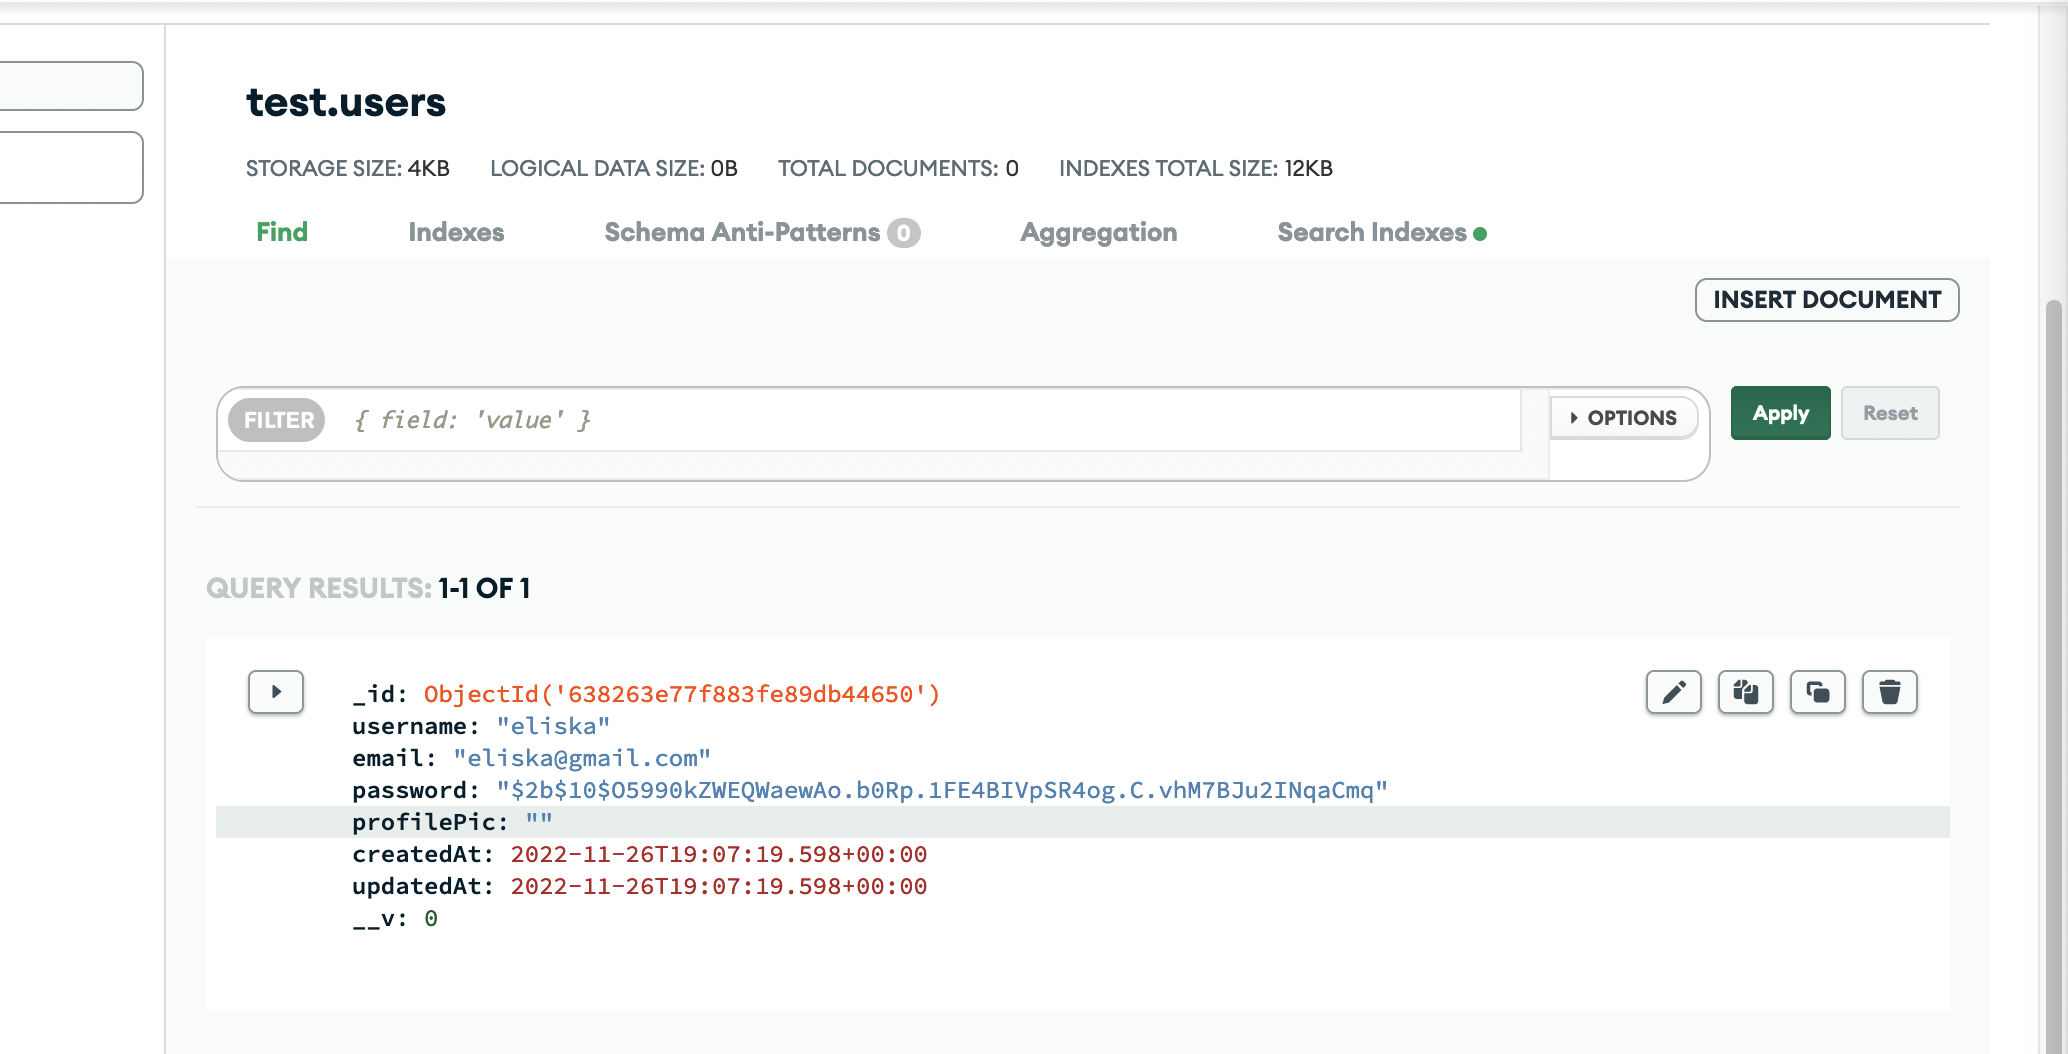 test.users
STORAGE SIZE: 4KB LOGICAL DATA SIZE: 0B TOTAL DOCUMENTS: 0 INDEXES TOTAL SIZE: 12KB
Find Indexes Schema Anti-Patterns 0 Aggregation Search Indexes
INSERT DOCUMENT
FILTER { field: 'value' } OPTIONS Apply Reset
QUERY RESULTS: 1-1 OF 1
_id: ObjectId('638263e77f883fe89db44650')
username: "eliska"
email: "eliska@gmail.com"
password: "$2b$10$O5990kZWEQWaewAo.b0Rp.1FE4BIVpSR4og.C.vhM7BJu2INqaCmq"
profilePic: ""
createdAt: 2022-11-26T19:07:19.598+00:00
updatedAt: 2022-11-26T19:07:19.598+00:00
__v: 0